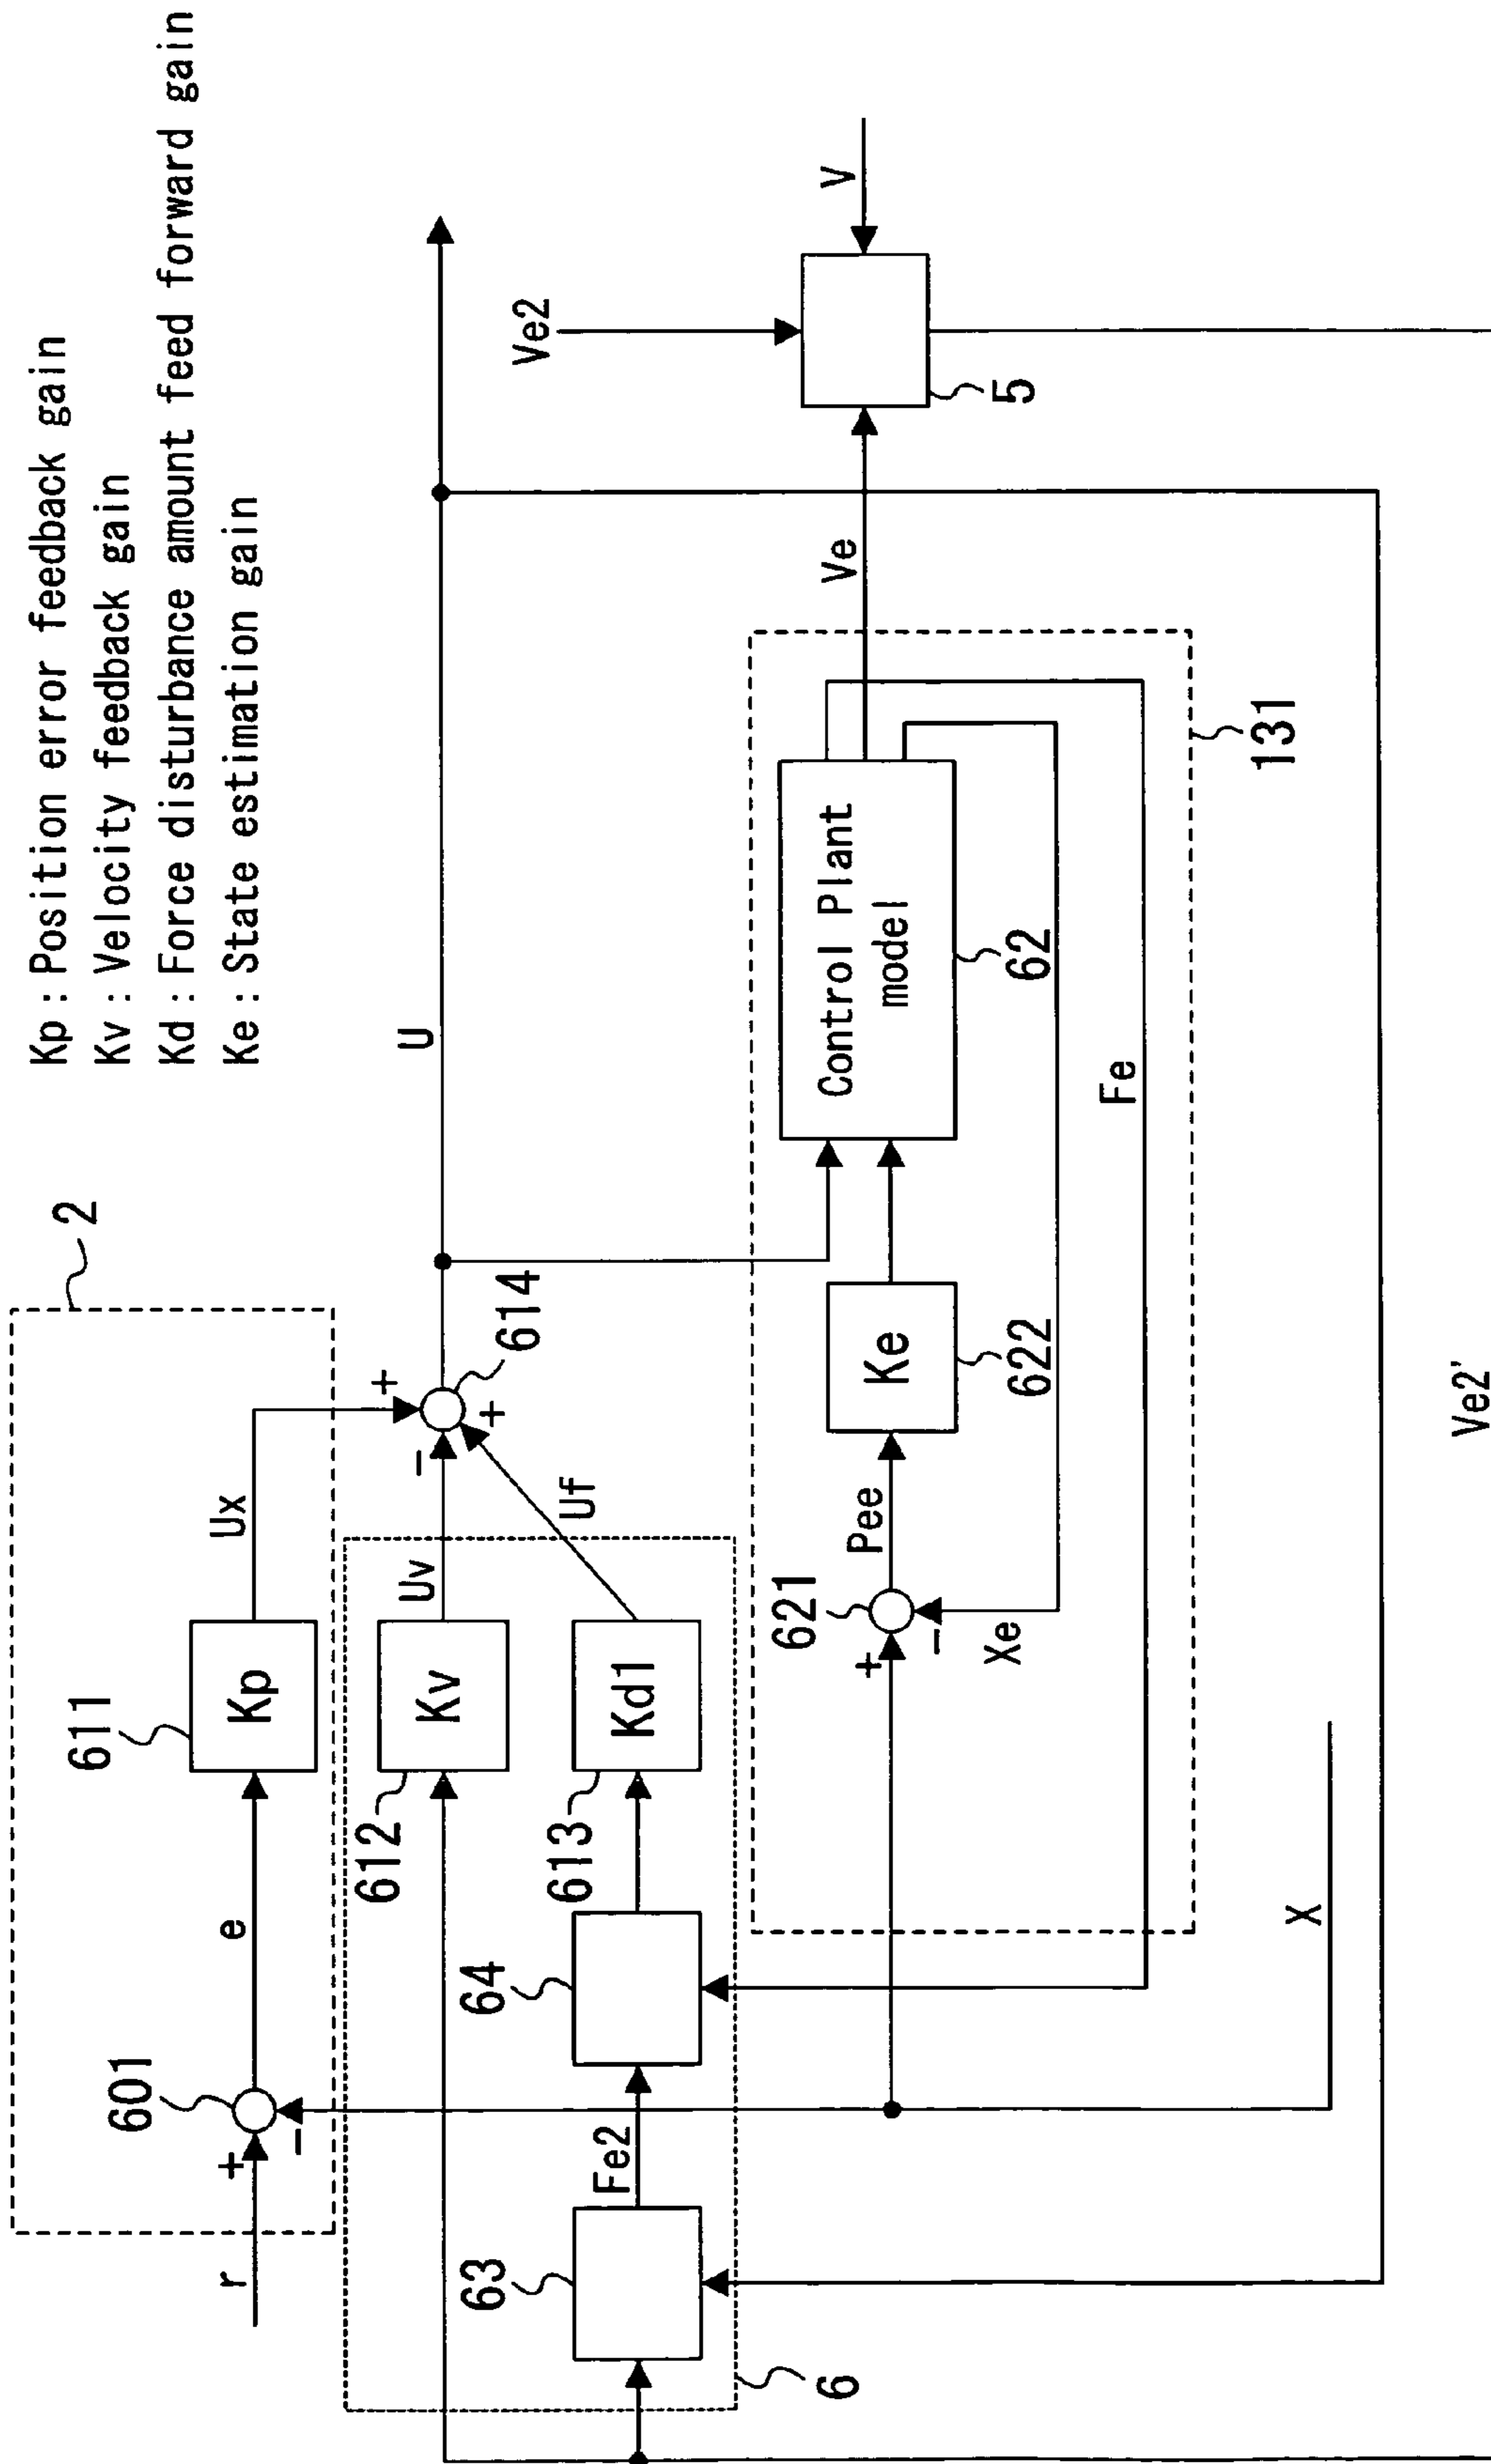 Kp : Position error feedback gain
Kv : Velocity feedback gain
Kd : Force disturbance amount feed forward gain
Ke : State estimation gain
2
611
601
r
+
-
e
Kp
Ux
+
614
U
-
+
612
Kv
Uv
Uf
63
Fe2
64
613
Kd1
6
621
+
-
Xe
Pee
Ke
622
Control Plant
model
62
Fe
131
Ve
Ve2
V
5
X
Ve2'